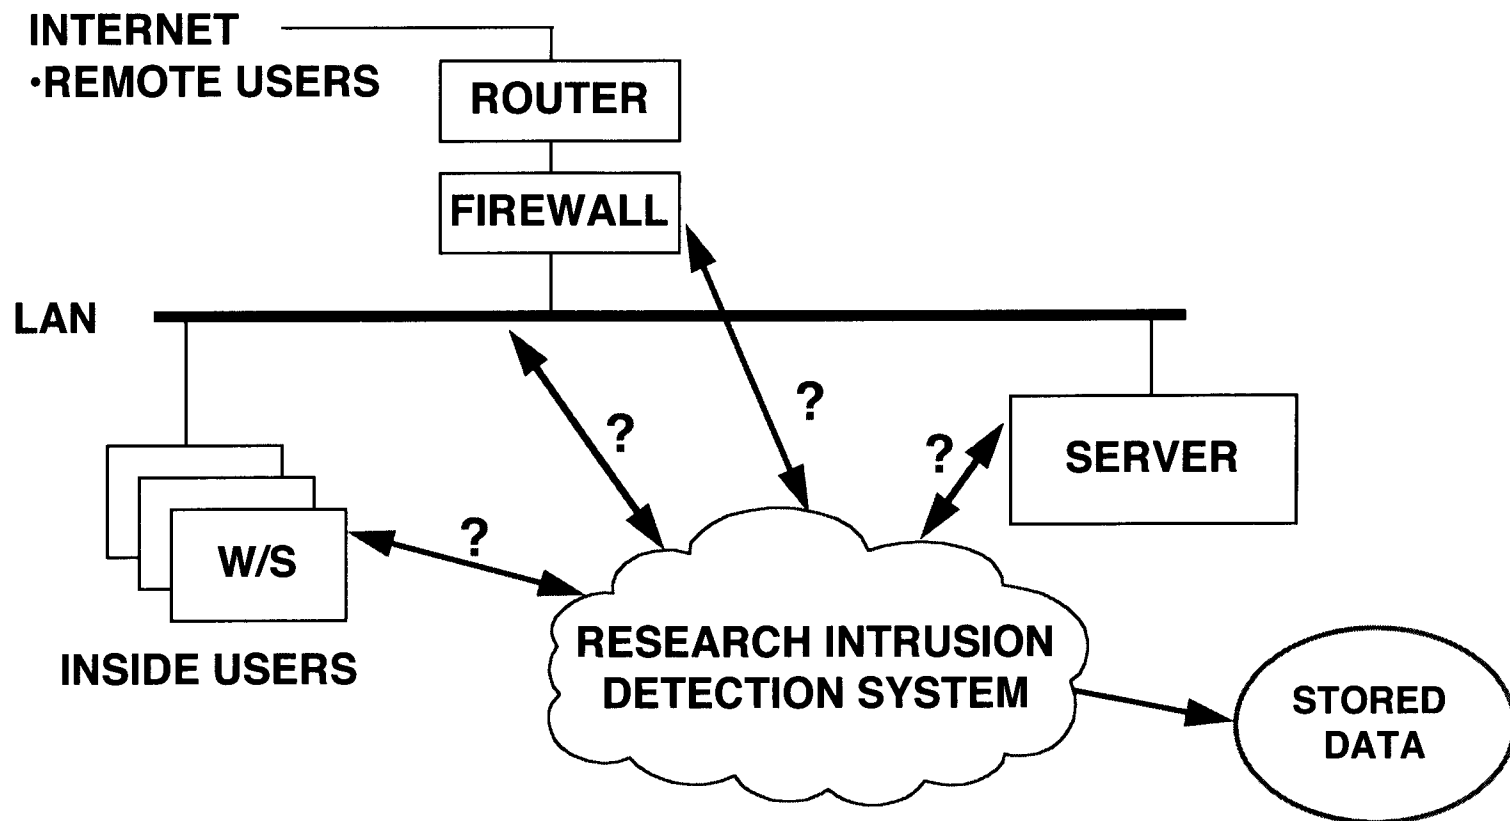 INTERNET
•REMOTE USERS
ROUTER
FIREWALL
LAN
?
?
?
SERVER
?
W/S
INSIDE USERS
RESEARCH INTRUSION
DETECTION SYSTEM
STORED
DATA